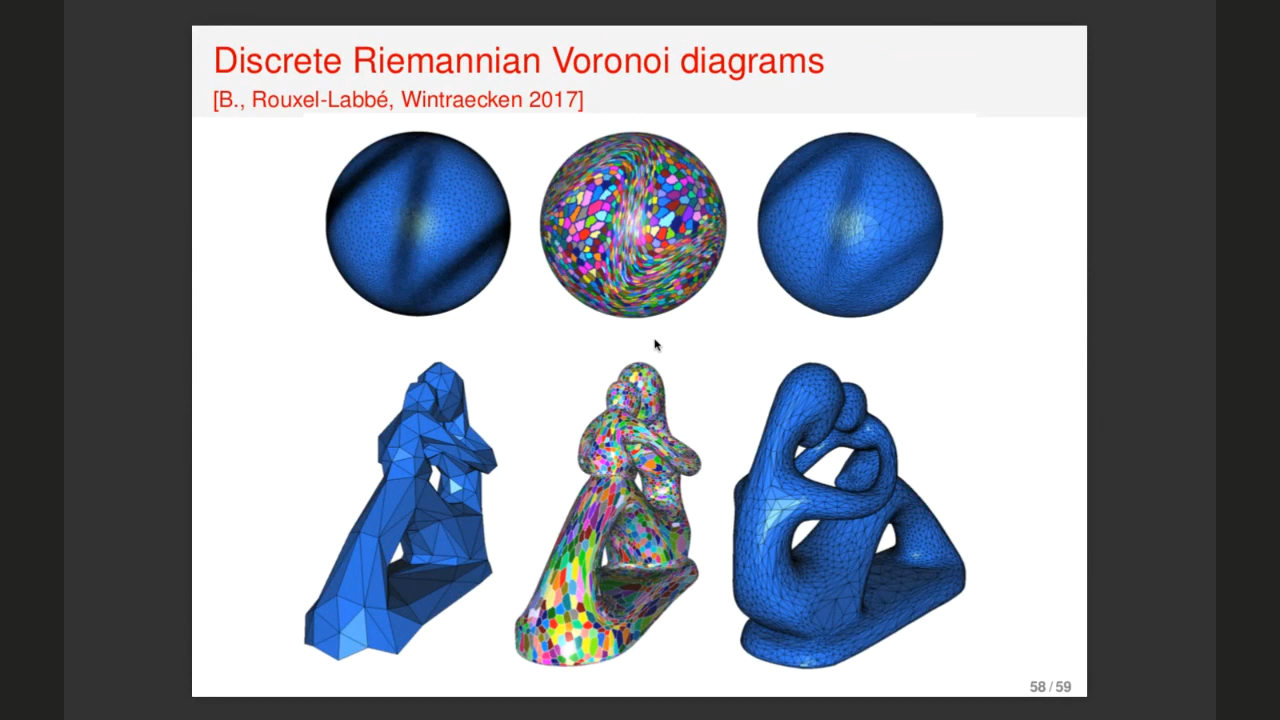 Discrete Riemannian Voronoi diagrams
[B., Rouxel-Labbé, Wintraecken 2017]
58 / 59